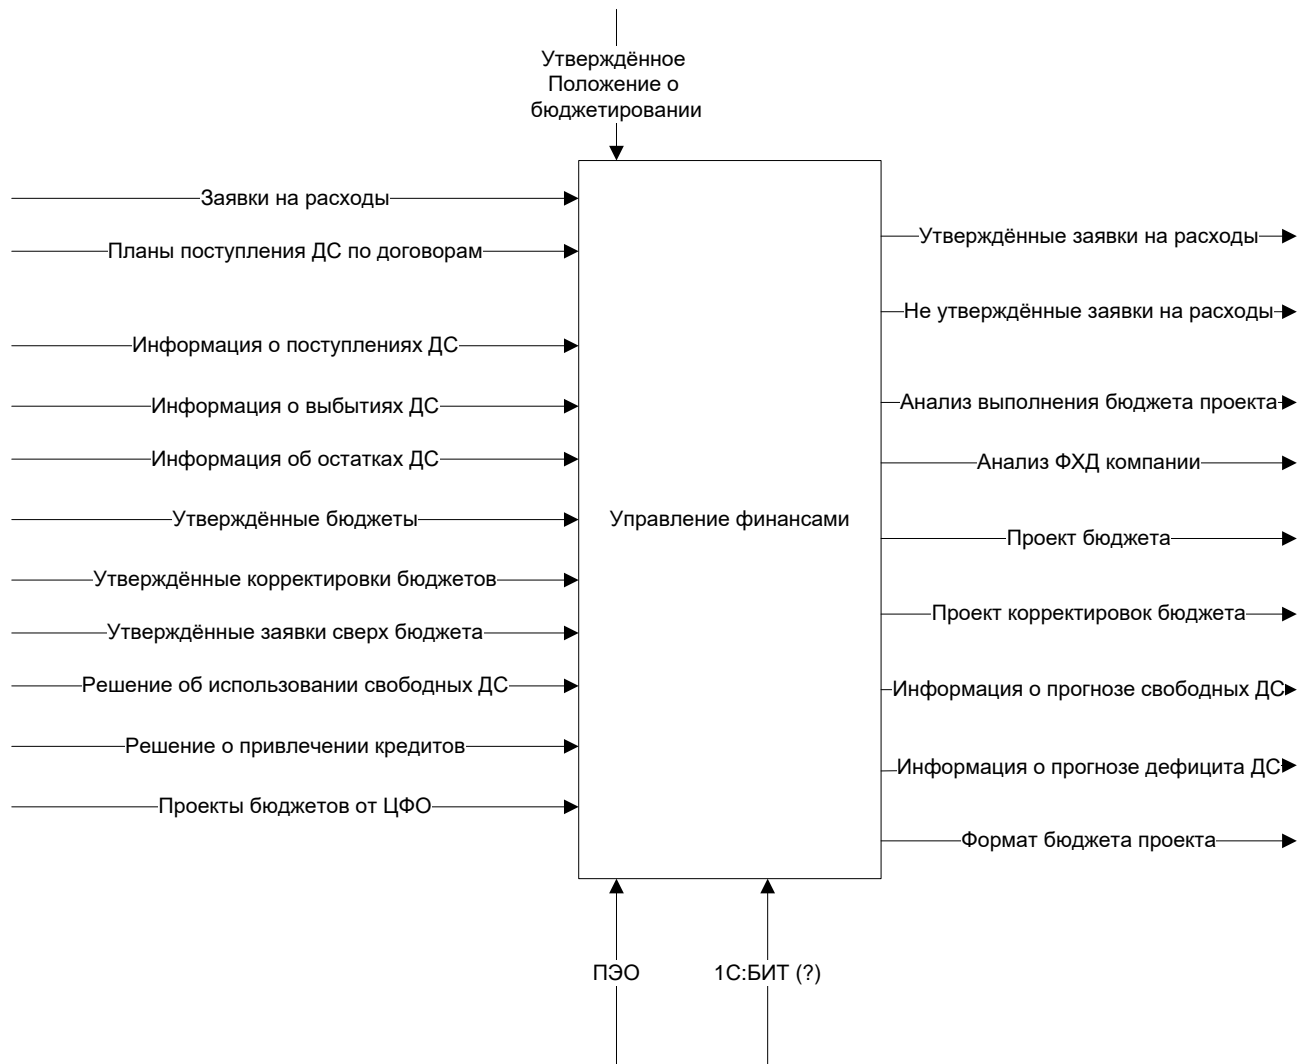 Утверждённое
Положение о
бюджетировании
Заявки на расходы
Планы поступления ДС по договорам
Информация о поступлениях ДС
Информация о выбытиях ДС
Информация об остатках ДС
Утверждённые бюджеты
Утверждённые корректировки бюджетов
Утверждённые заявки сверх бюджета
Решение об использовании свободных ДС
Решение о привлечении кредитов
Проекты бюджетов от ЦФО
Управление финансами
Утверждённые заявки на расходы
Не утверждённые заявки на расходы
Анализ выполнения бюджета проекта
Анализ ФХД компании
Проект бюджета
Проект корректировок бюджета
Информация о прогнозе свободных ДС
Информация о прогнозе дефицита ДС
Формат бюджета проекта
ПЭО
1С:БИТ (?)